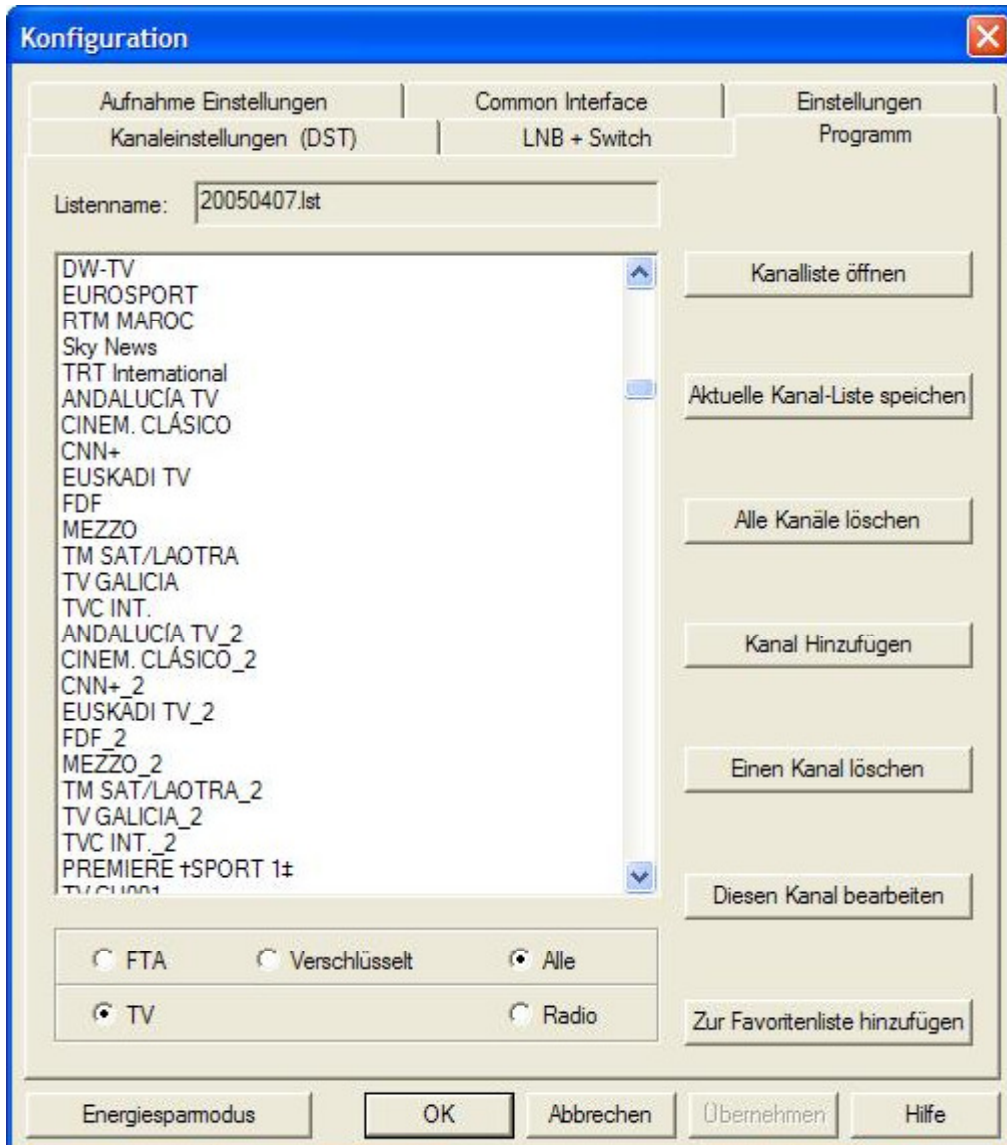 Konfiguration
Aufnahme Einstellungen
Common Interface
Einstellungen
Kanaleinstellungen (DST)
LNB + Switch
Programm
Listenname:
20050407.lst
DW-TV
EUROSPORT
RTM MAROC
Sky News
TRT International
ANDALUCÍA TV
CINEM. CLÁSICO
CNN+
EUSKADI TV
FDF
MEZZO
TM SAT/LAOTRA
TV GALICIA
TVC INT.
ANDALUCÍA TV_2
CINEM. CLÁSICO_2
CNN+_2
EUSKADI TV_2
FDF_2
MEZZO_2
TM SAT/LAOTRA_2
TV GALICIA_2
TVC INT._2
PREMIERE †SPORT 1‡
Kanalliste öffnen
Aktuelle Kanal-Liste speichen
Alle Kanäle löschen
Kanal Hinzufügen
Einen Kanal löschen
Diesen Kanal bearbeiten
Zur Favoritenliste hinzufügen
FTA
Verschlüsselt
Alle
TV
Radio
Energiesparmodus
OK
Abbrechen
Übernehmen
Hilfe